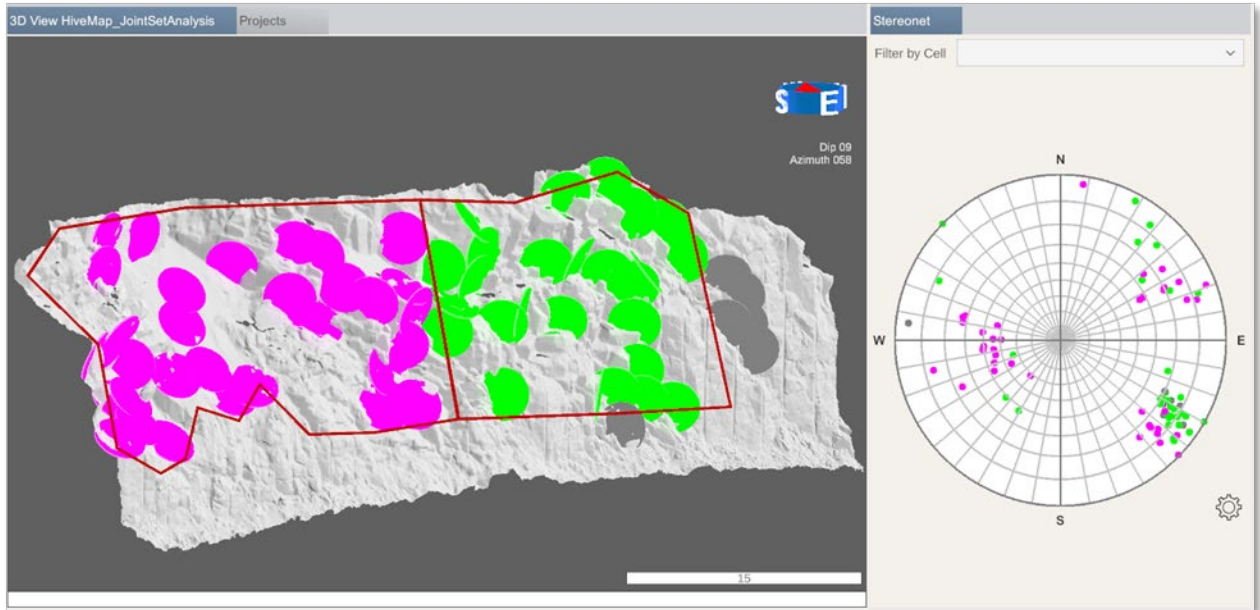 3D View HiveMap_JointSetAnalysis
Projects
S E
Dip 09
Azimuth 058
15
Stereonet
Filter by Cell
N
W
E
S